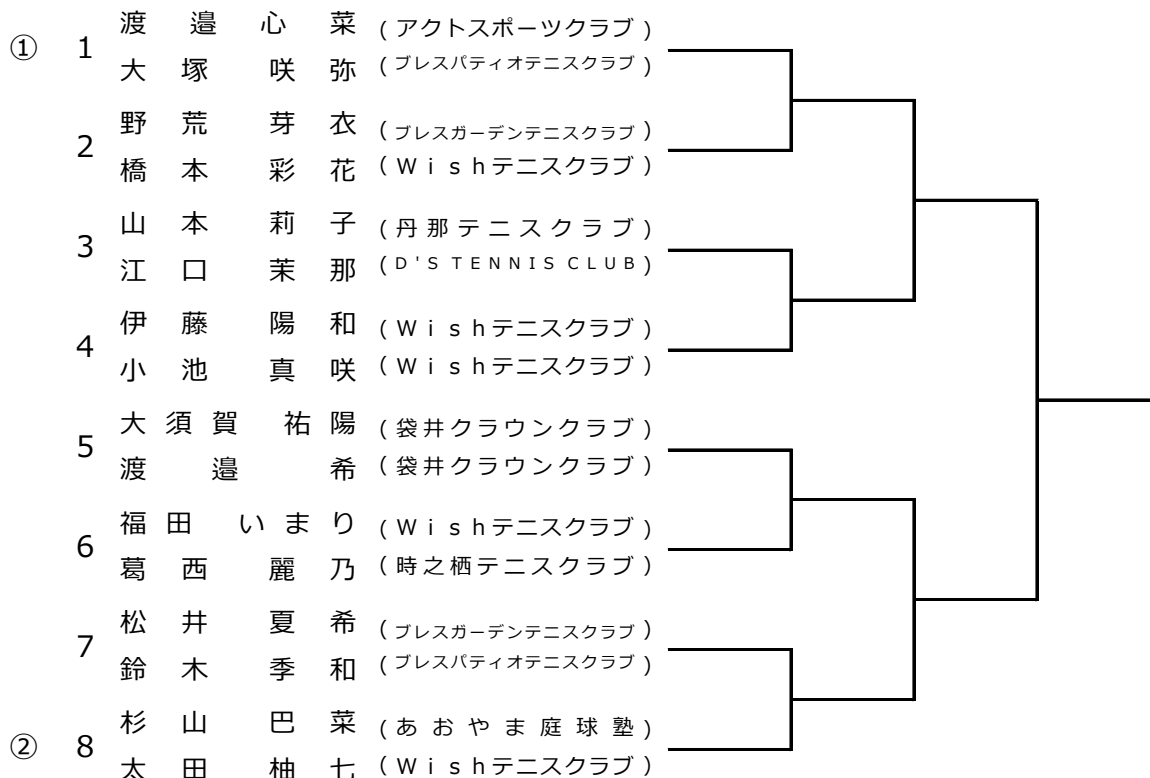 ① 1 渡邉心菜 (アクトスポーツクラブ)
大塚咲弥 (ブレスパティオテニスクラブ)
2 野荒芽衣 (ブレスガーデンテニスクラブ)
橋本彩花 (Ｗｉｓｈテニスクラブ)
3 山本莉子 (丹那テニスクラブ)
江口茉那 (Ｄ'Ｓ ＴＥＮＮＩＳ ＣＬＵＢ)
4 伊藤陽和 (Ｗｉｓｈテニスクラブ)
小池真咲 (Ｗｉｓｈテニスクラブ)
5 大須賀祐陽 (袋井クラウンクラブ)
渡邉希 (袋井クラウンクラブ)
6 福田いまり (Ｗｉｓｈテニスクラブ)
葛西麗乃 (時之栖テニスクラブ)
7 松井夏希 (ブレスガーデンテニスクラブ)
鈴木季和 (ブレスパティオテニスクラブ)
② 8 杉山巴菜 (あおやま庭球塾)
太田柚七 (Ｗｉｓｈテニスクラブ)